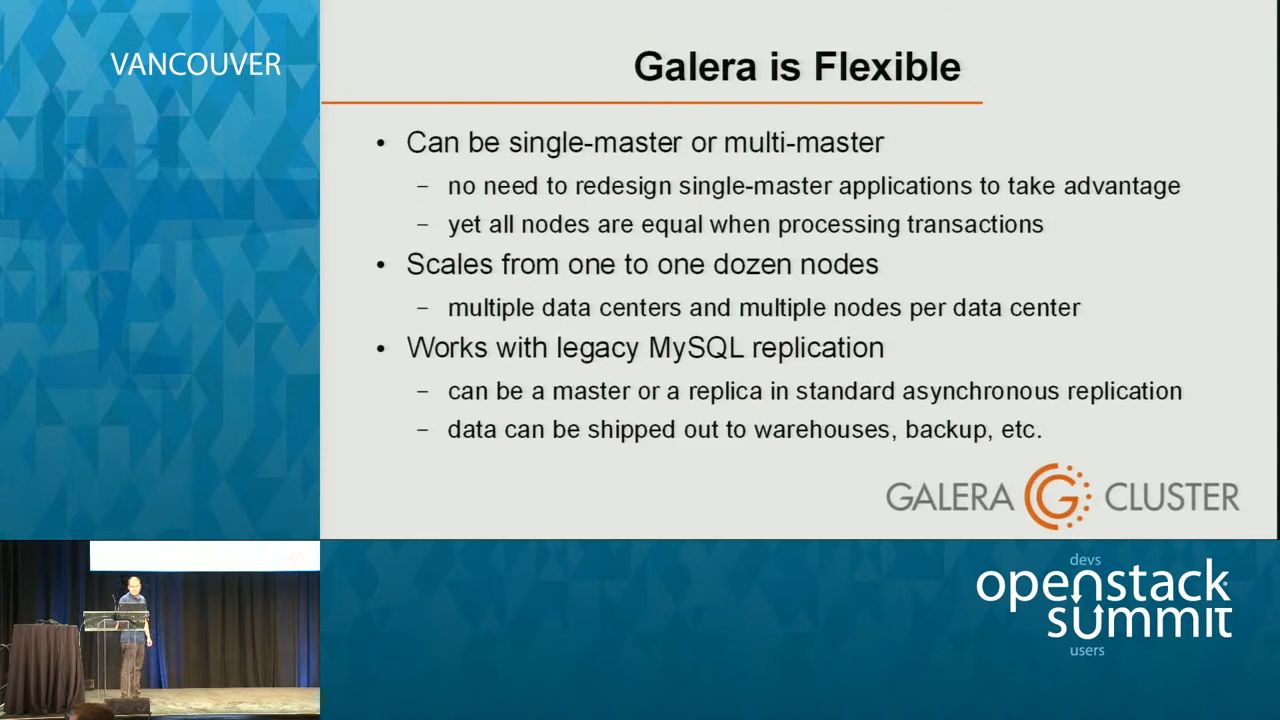 VANCOUVER
Galera is Flexible
• Can be single-master or multi-master
– no need to redesign single-master applications to take advantage
– yet all nodes are equal when processing transactions
• Scales from one to one dozen nodes
– multiple data centers and multiple nodes per data center
• Works with legacy MySQL replication
– can be a master or a replica in standard asynchronous replication
– data can be shipped out to warehouses, backup, etc.
GALERA CLUSTER
devs
openstack
summit
users